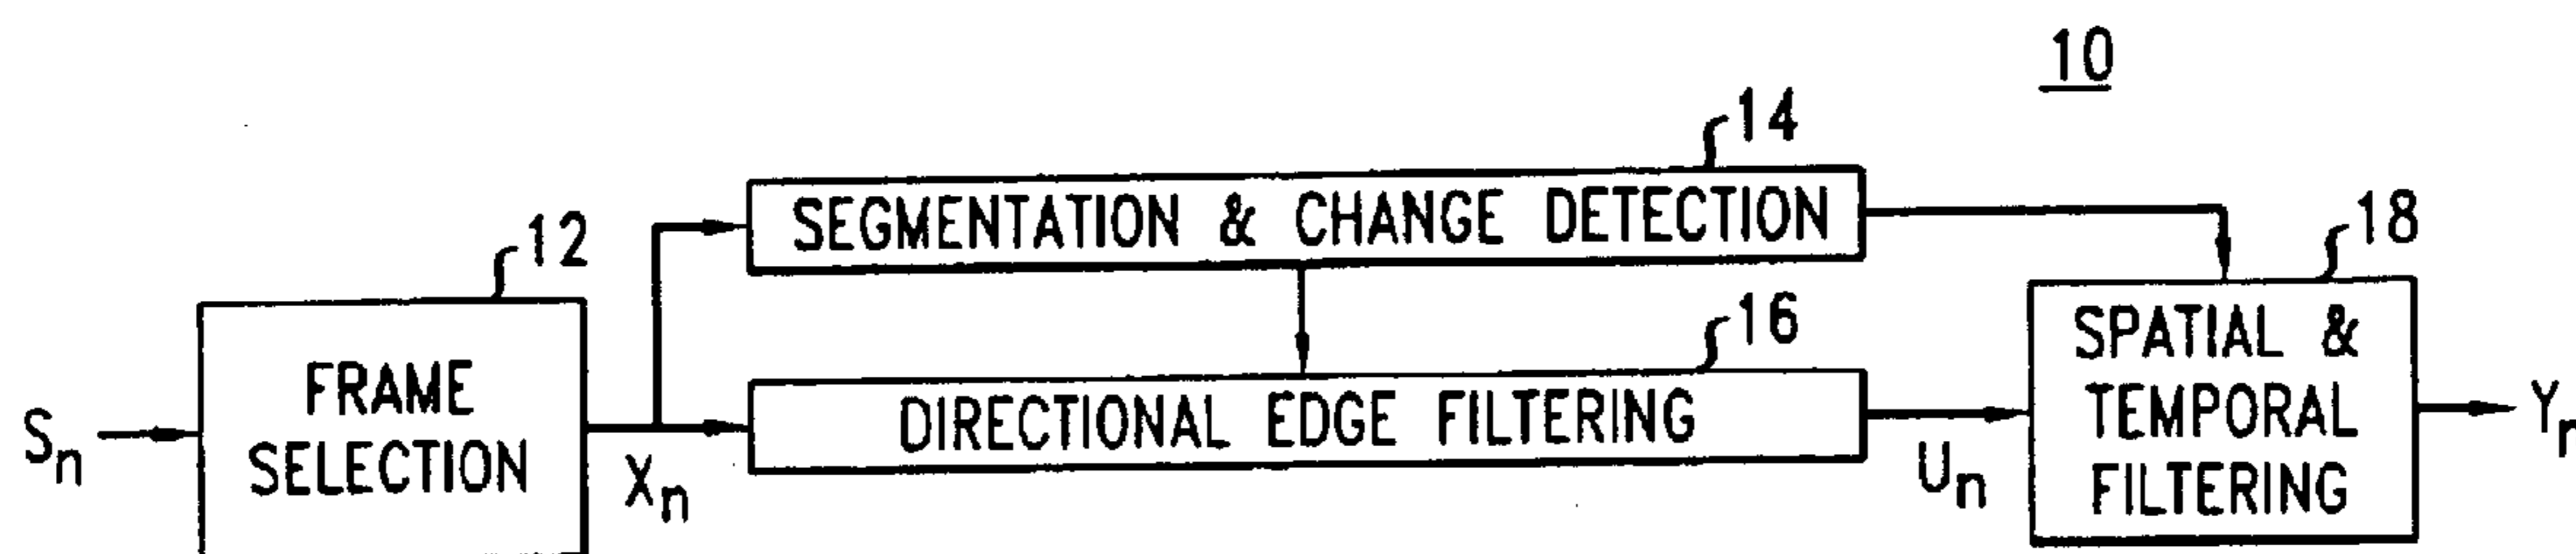 10
14
SEGMENTATION & CHANGE DETECTION
12
18
FRAME
SELECTION
16
SPATIAL &
TEMPORAL
FILTERING
DIRECTIONAL EDGE FILTERING
Sn
Xn
Un
Yn